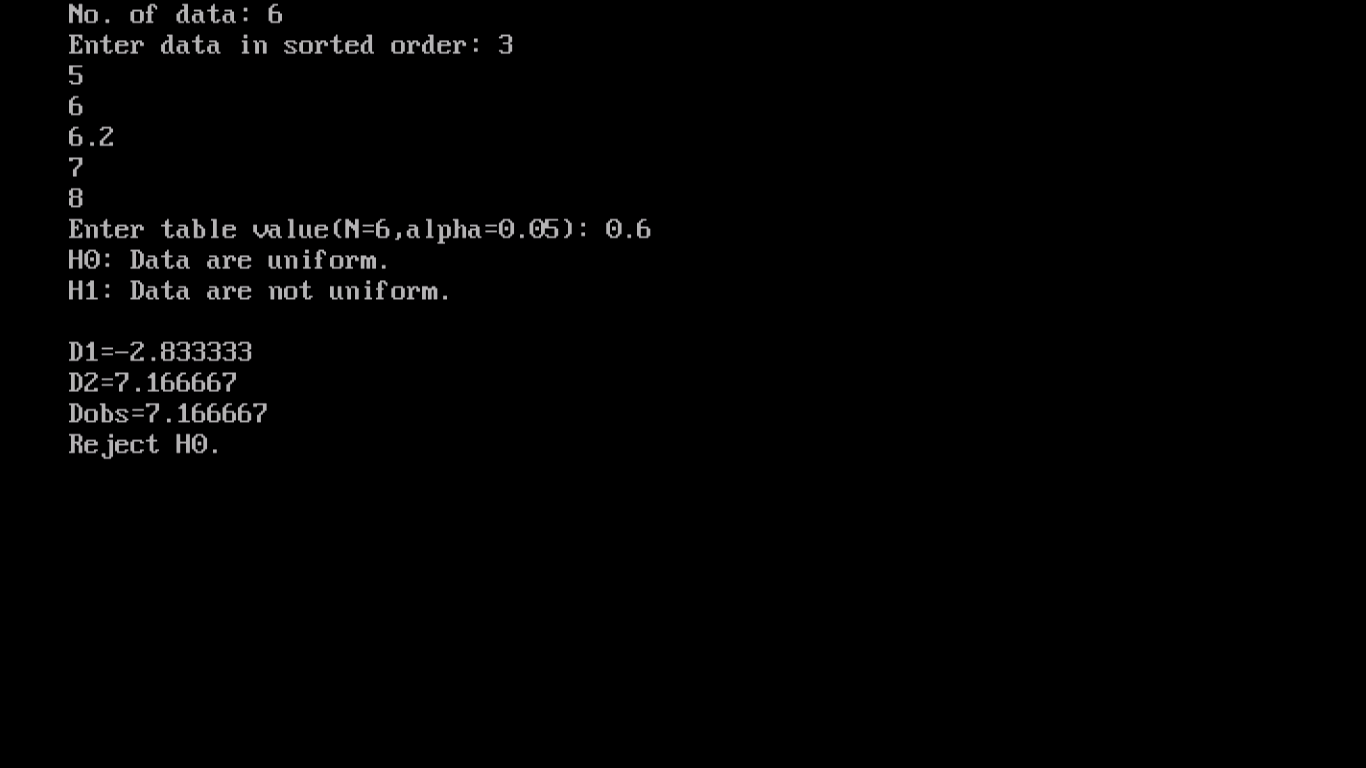 No. of data: 6
Enter data in sorted order: 3
5
6
6.2
7
8
Enter table value(N=6,alpha=0.05): 0.6
H0: Data are uniform.
H1: Data are not uniform.
D1=-2.833333
D2=7.166667
Dobs=7.166667
Reject H0.